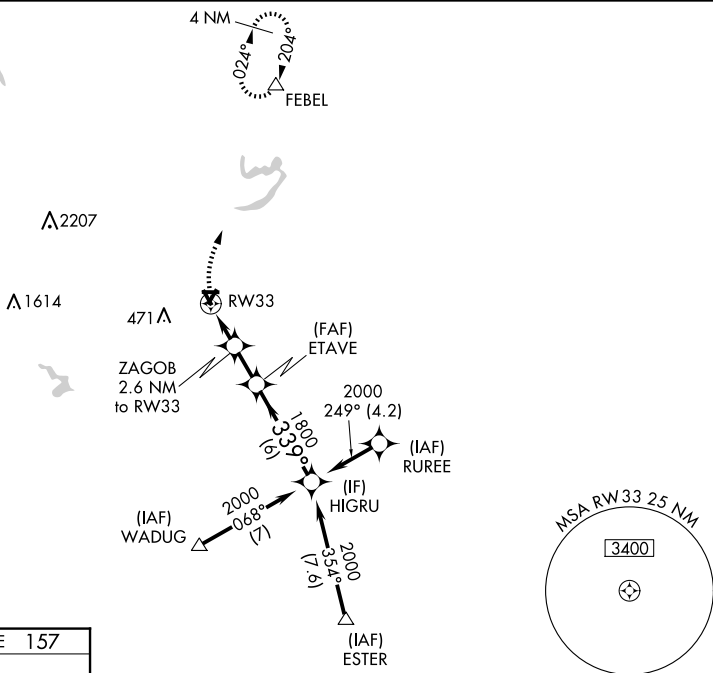 4 NM
024°
204°
FEBEL
2207
1614
471
RW33
(FAF)
ETAVE
ZAGOB
2.6 NM
to RW33
2000
249° (4.2)
(IAF)
RUREE
1800
339°
(6)
(IF)
HIGRU
2000
068°
(7)
(IAF)
WADUG
2000
354°
(7.6)
(IAF)
ESTER
MSA RW33 25 NM
3400
E 157